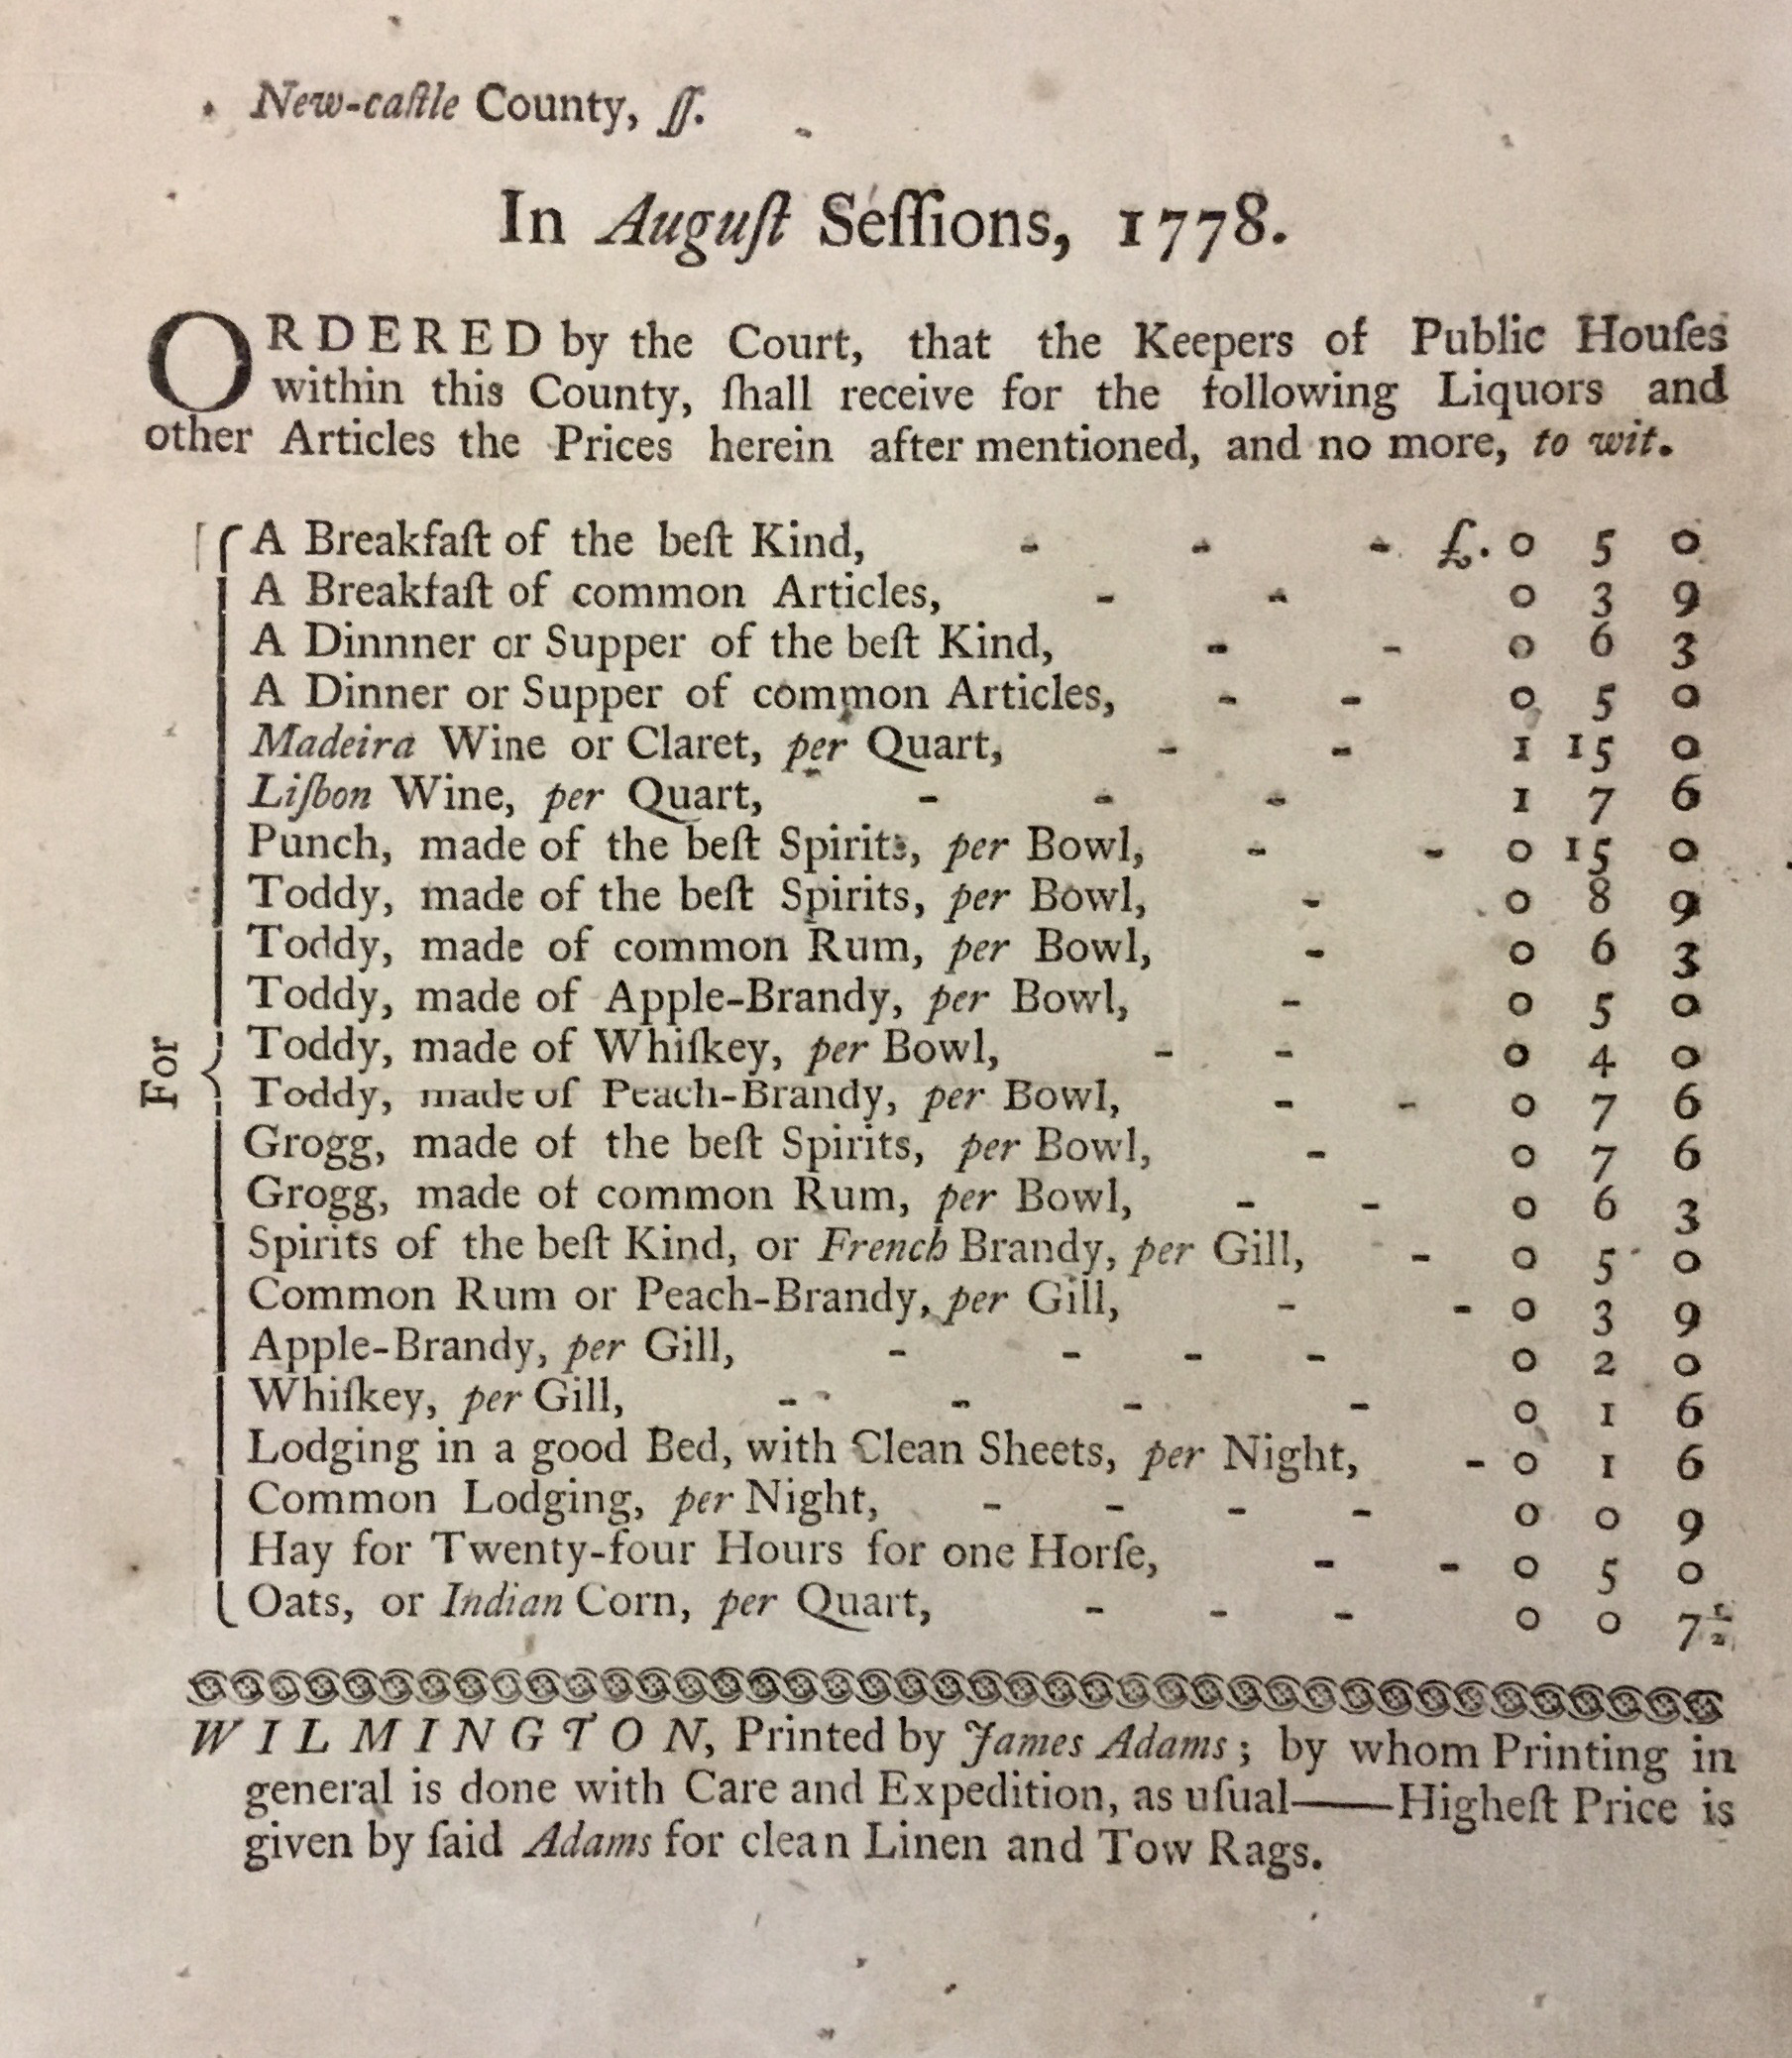 New-caſtle County, ſſ.
In Auguſt Seſſions, 1778.
ORDERED by the Court, that the Keepers of Public Houſes
within this County, ſhall receive for the following Liquors and
other Articles the Prices herein after mentioned, and no more, to wit.
For
A Breakfaſt of the beſt Kind, - - - £. 0 5 0
A Breakfaſt of common Articles, - - 0 3 9
A Dinnner or Supper of the beſt Kind, - - 0 6 3
A Dinner or Supper of common Articles, - - 0 5 0
Madeira Wine or Claret, per Quart, - - 1 15 0
Liſbon Wine, per Quart, - - - 1 7 6
Punch, made of the beſt Spirits, per Bowl, - - 0 15 0
Toddy, made of the beſt Spirits, per Bowl, - 0 8 9
Toddy, made of common Rum, per Bowl, - 0 6 3
Toddy, made of Apple-Brandy, per Bowl, - 0 5 0
Toddy, made of Whiſkey, per Bowl, - - 0 4 0
Toddy, made of Peach-Brandy, per Bowl, - - 0 7 6
Grogg, made of the beſt Spirits, per Bowl, - 0 7 6
Grogg, made of common Rum, per Bowl, - - 0 6 3
Spirits of the beſt Kind, or French Brandy, per Gill, - 0 5 0
Common Rum or Peach-Brandy, per Gill, - - 0 3 9
Apple-Brandy, per Gill, - - - - 0 2 0
Whiſkey, per Gill, - - - - 0 1 6
Lodging in a good Bed, with Clean Sheets, per Night, - 0 1 6
Common Lodging, per Night, - - - - 0 0 9
Hay for Twenty-four Hours for one Horſe, - - 0 5 0
Oats, or Indian Corn, per Quart, - - - 0 0 7½
WILMINGTON, Printed by James Adams; by whom Printing in
general is done with Care and Expedition, as uſual——Higheſt Price is
given by ſaid Adams for clean Linen and Tow Rags.